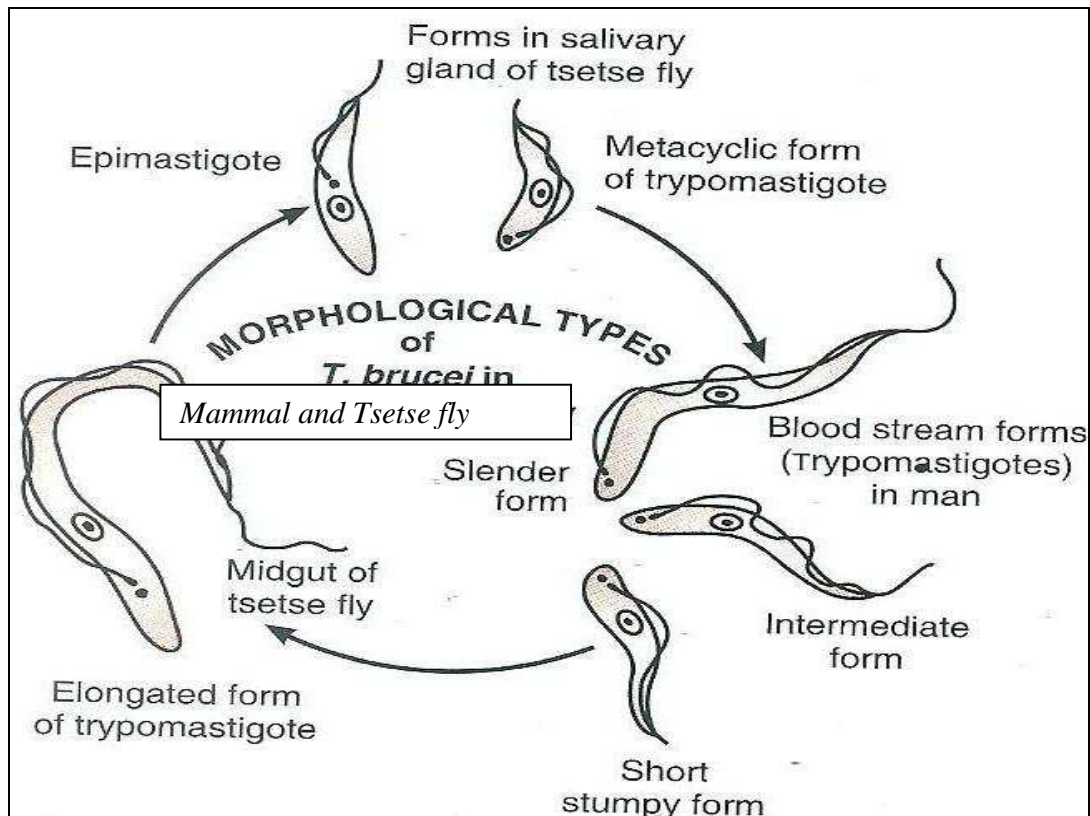 Forms in salivary
gland of tsetse fly
Epimastigote
Metacyclic form
of trypomastigote
MORPHOLOGICAL TYPES
of
T. brucei in
Mammal and Tsetse fly
Slender
form
Blood stream forms
(Trypomastigotes)
in man
Midgut of
tsetse fly
Intermediate
form
Elongated form
of trypomastigote
Short
stumpy form